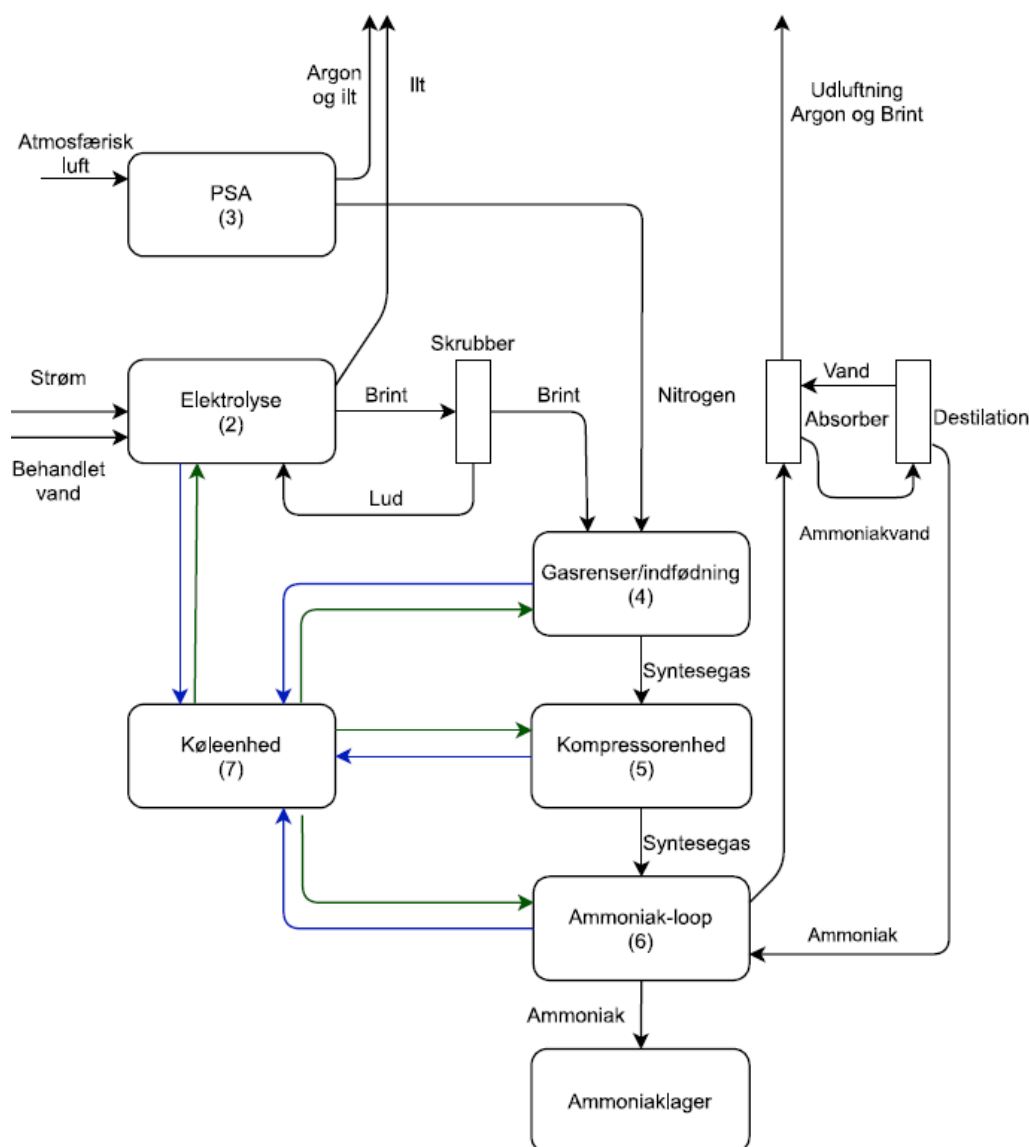 Argon
og ilt
Ilt
Udluftning
Argon og Brint
Atmosfærisk
luft
PSA
(3)
Skrubber
Strøm
Elektrolyse
(2)
Brint
Brint
Nitrogen
Vand
Absorber
Destilation
Behandlet
vand
Lud
Ammoniakvand
Gasrenser/indfødning
(4)
Syntesegas
Køleenhed
(7)
Kompressorenhed
(5)
Syntesegas
Ammoniak-loop
(6)
Ammoniak
Ammoniak
Ammoniaklager